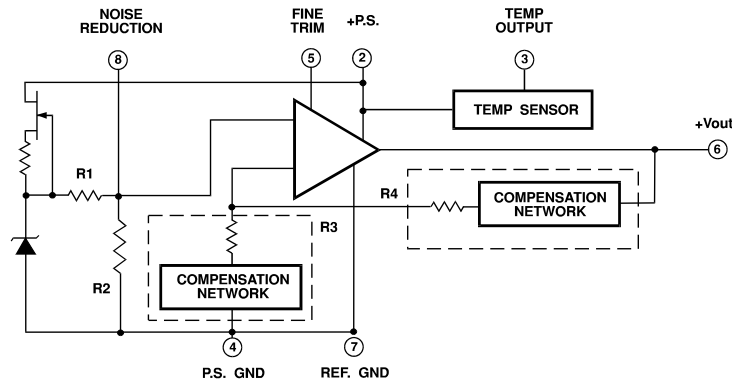 NOISE
REDUCTION
8
FINE
TRIM
5
+P.S.
2
TEMP
OUTPUT
3
TEMP SENSOR
+Vout
6
R1
R4
COMPENSATION
NETWORK
R3
R2
COMPENSATION
NETWORK
4
7
P.S. GND
REF. GND